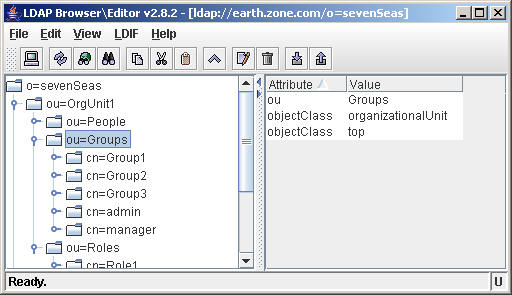 LDAP Browser\Editor v2.8.2 - [ldap://earth.zone.com/o=sevenSeas]
File Edit View LDIF Help
o=sevenSeas
ou=OrgUnit1
ou=People
ou=Groups
cn=Group1
cn=Group2
cn=Group3
cn=admin
cn=manager
ou=Roles
cn=Role1
Attribute Value
ou Groups
objectClass organizationalUnit
objectClass top
Ready. U